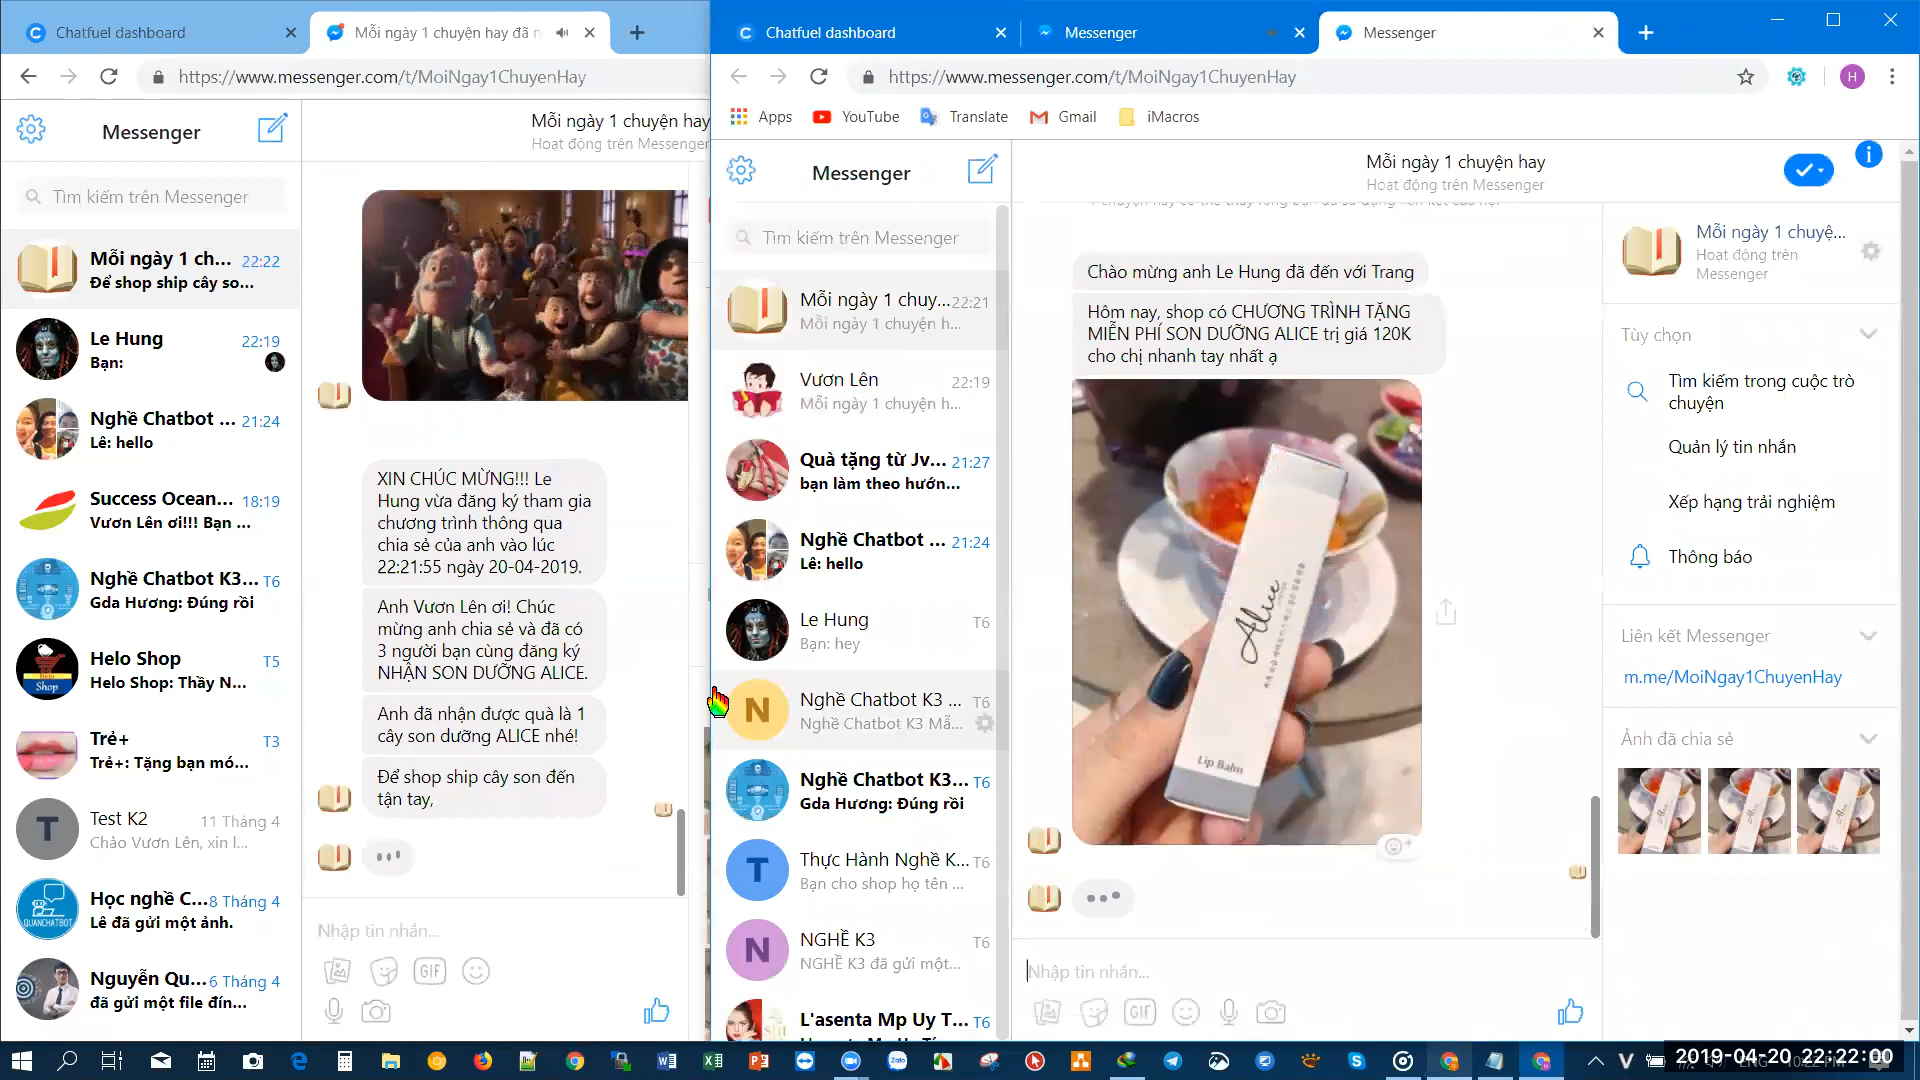 Chatfuel dashboard
Mỗi ngày 1 chuyện hay đã n
https://www.messenger.com/t/MoiNgay1ChuyenHay
Messenger
Mỗi ngày 1 chuyện hay
Hoạt động trên Messenger
Tìm kiếm trên Messenger
Mỗi ngày 1 ch... 22:22
Để shop ship cây so...
Le Hung 22:19
Bạn:
Nghề Chatbot ... 21:24
Lê: hello
Success Ocean... 18:19
Vươn Lên ơi!!! Bạn ...
Nghề Chatbot K3... T6
Gda Hương: Đúng rồi
Helo Shop T5
Helo Shop: Thầy N...
Trẻ+ T3
Trẻ+: Tặng bạn mó...
Test K2 11 Tháng 4
Chào Vươn Lên, xin l...
Học nghề C... 8 Tháng 4
Lê đã gửi một ảnh.
Nguyễn Qu... 6 Tháng 4
đã gửi một file đín...
XIN CHÚC MỪNG!!! Le
Hung vừa đăng ký tham gia
chương trình thông qua
chia sẻ của anh vào lúc
22:21:55 ngày 20-04-2019.
Anh Vươn Lên ơi! Chúc
mừng anh chia sẻ và đã có
3 người bạn cùng đăng ký
NHẬN SON DƯỠNG ALICE.
Anh đã nhận được quà là 1
cây son dưỡng ALICE nhé!
Để shop ship cây son đến
tận tay,
Nhập tin nhắn...
GIF
Chatfuel dashboard
Messenger
Messenger
https://www.messenger.com/t/MoiNgay1ChuyenHay
H
Apps
YouTube
Translate
Gmail
iMacros
Messenger
Mỗi ngày 1 chuyện hay
Hoạt động trên Messenger
Tìm kiếm trên Messenger
Mỗi ngày 1 chuy... 22:21
Mỗi ngày 1 chuyện h...
Vươn Lên 22:19
Mỗi ngày 1 chuyện h...
Quà tặng từ Jv... 21:27
bạn làm theo hướn...
Nghề Chatbot ... 21:24
Lê: hello
Le Hung T6
Bạn: hey
Nghề Chatbot K3 ... T6
Nghề Chatbot K3 Mẫ...
Nghề Chatbot K3... T6
Gda Hương: Đúng rồi
Thực Hành Nghề K... T6
Bạn cho shop họ tên ...
NGHỀ K3 T6
NGHỀ K3 đã gửi một...
L'asenta Mp Uy T... T6
Chào mừng anh Le Hung đã đến với Trang
Hôm nay, shop có CHƯƠNG TRÌNH TẶNG
MIỄN PHÍ SON DƯỠNG ALICE trị giá 120K
cho chị nhanh tay nhất ạ
Alice
Lip Balm
Nhập tin nhắn...
GIF
Mỗi ngày 1 chuyệ...
Hoạt động trên
Messenger
Tùy chọn
Tìm kiếm trong cuộc trò
chuyện
Quản lý tin nhắn
Xếp hạng trải nghiệm
Thông báo
Liên kết Messenger
m.me/MoiNgay1ChuyenHay
Ảnh đã chia sẻ
2019-04-20 22:22:00